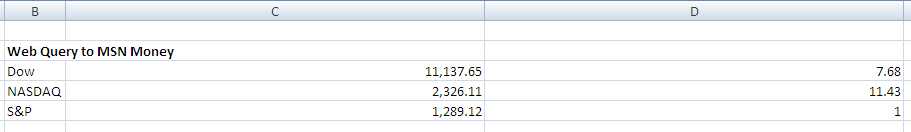 B C D
Web Query to MSN Money
Dow 11,137.65 7.68
NASDAQ 2,326.11 11.43
S&P 1,289.12 1